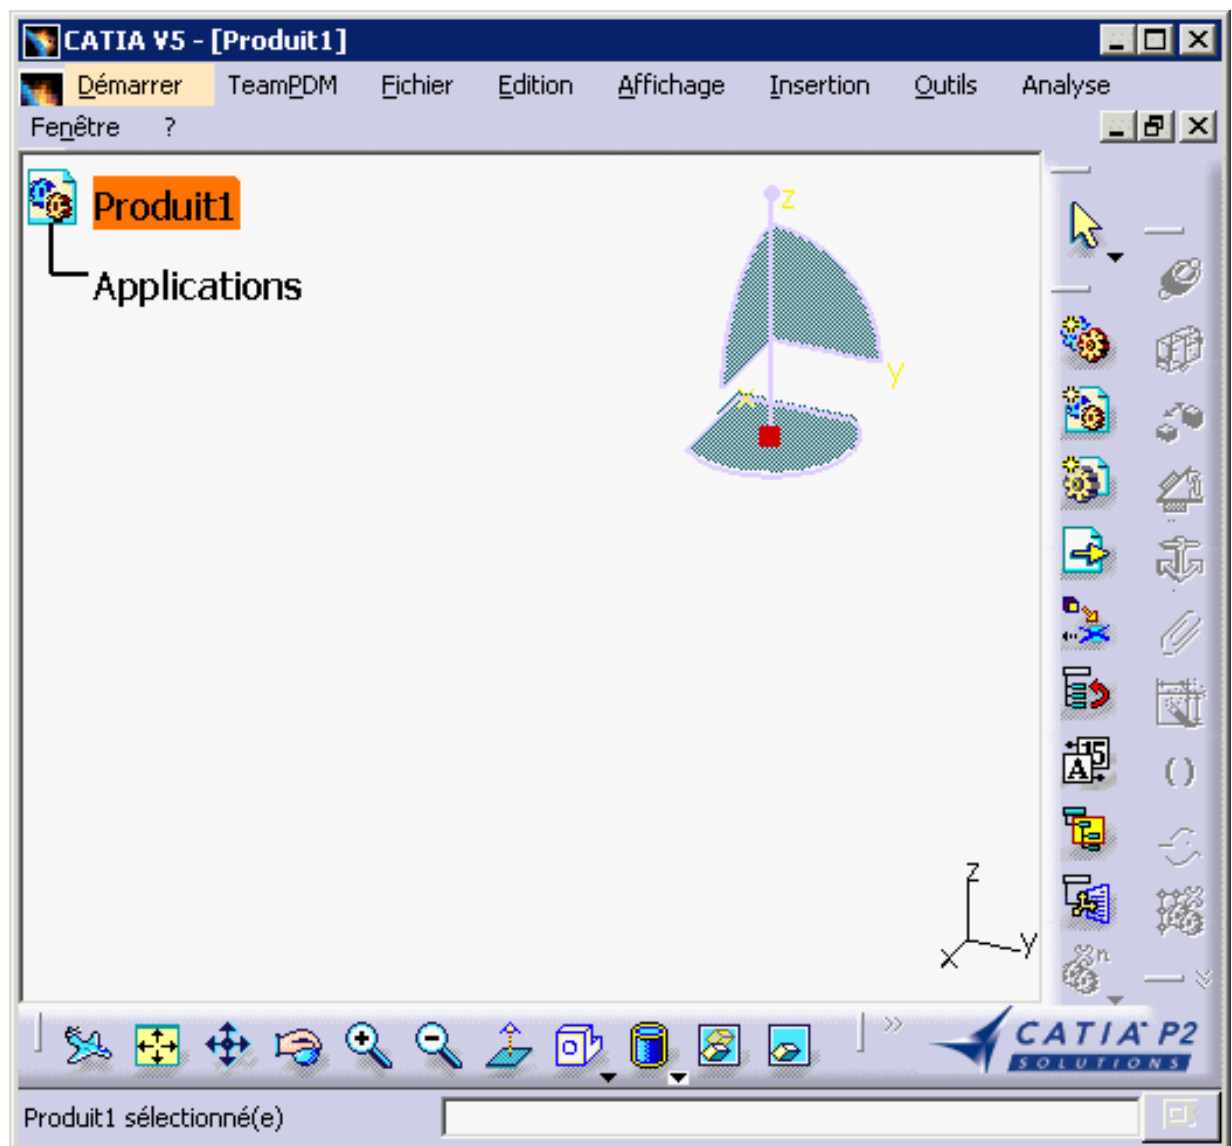 CATIA V5 - [Produit1]
Démarrer TeamPDM Fichier Edition Affichage Insertion Outils Analyse
Fenêtre ?
Produit1
Applications
z
y
x
15
A
( )
n
z
y
x
CATIA P2
SOLUTIONS
Produit1 sélectionné(e)